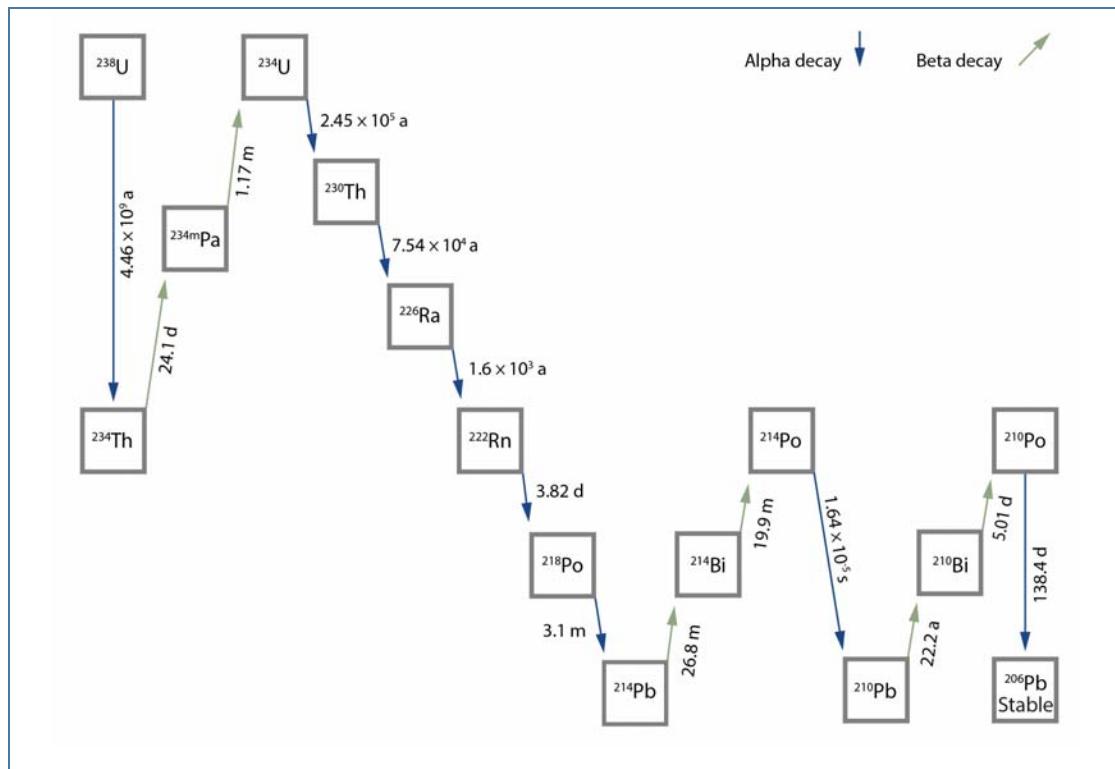 ²³⁸U
²³⁴U
Alpha decay
Beta decay
2.45 × 10⁵ a
1.17 m
²³⁰Th
4.46 × 10⁹ a
²³⁴ᵐPa
7.54 × 10⁴ a
24.1 d
²²⁶Ra
1.6 × 10³ a
²³⁴Th
²²²Rn
²¹⁴Po
²¹⁰Po
3.82 d
19.9 m
1.64 × 10⁻⁵ s
5.01 d
²¹⁸Po
²¹⁴Bi
²¹⁰Bi
138.4 d
3.1 m
26.8 m
22.2 a
²¹⁴Pb
²¹⁰Pb
²⁰⁶Pb
Stable